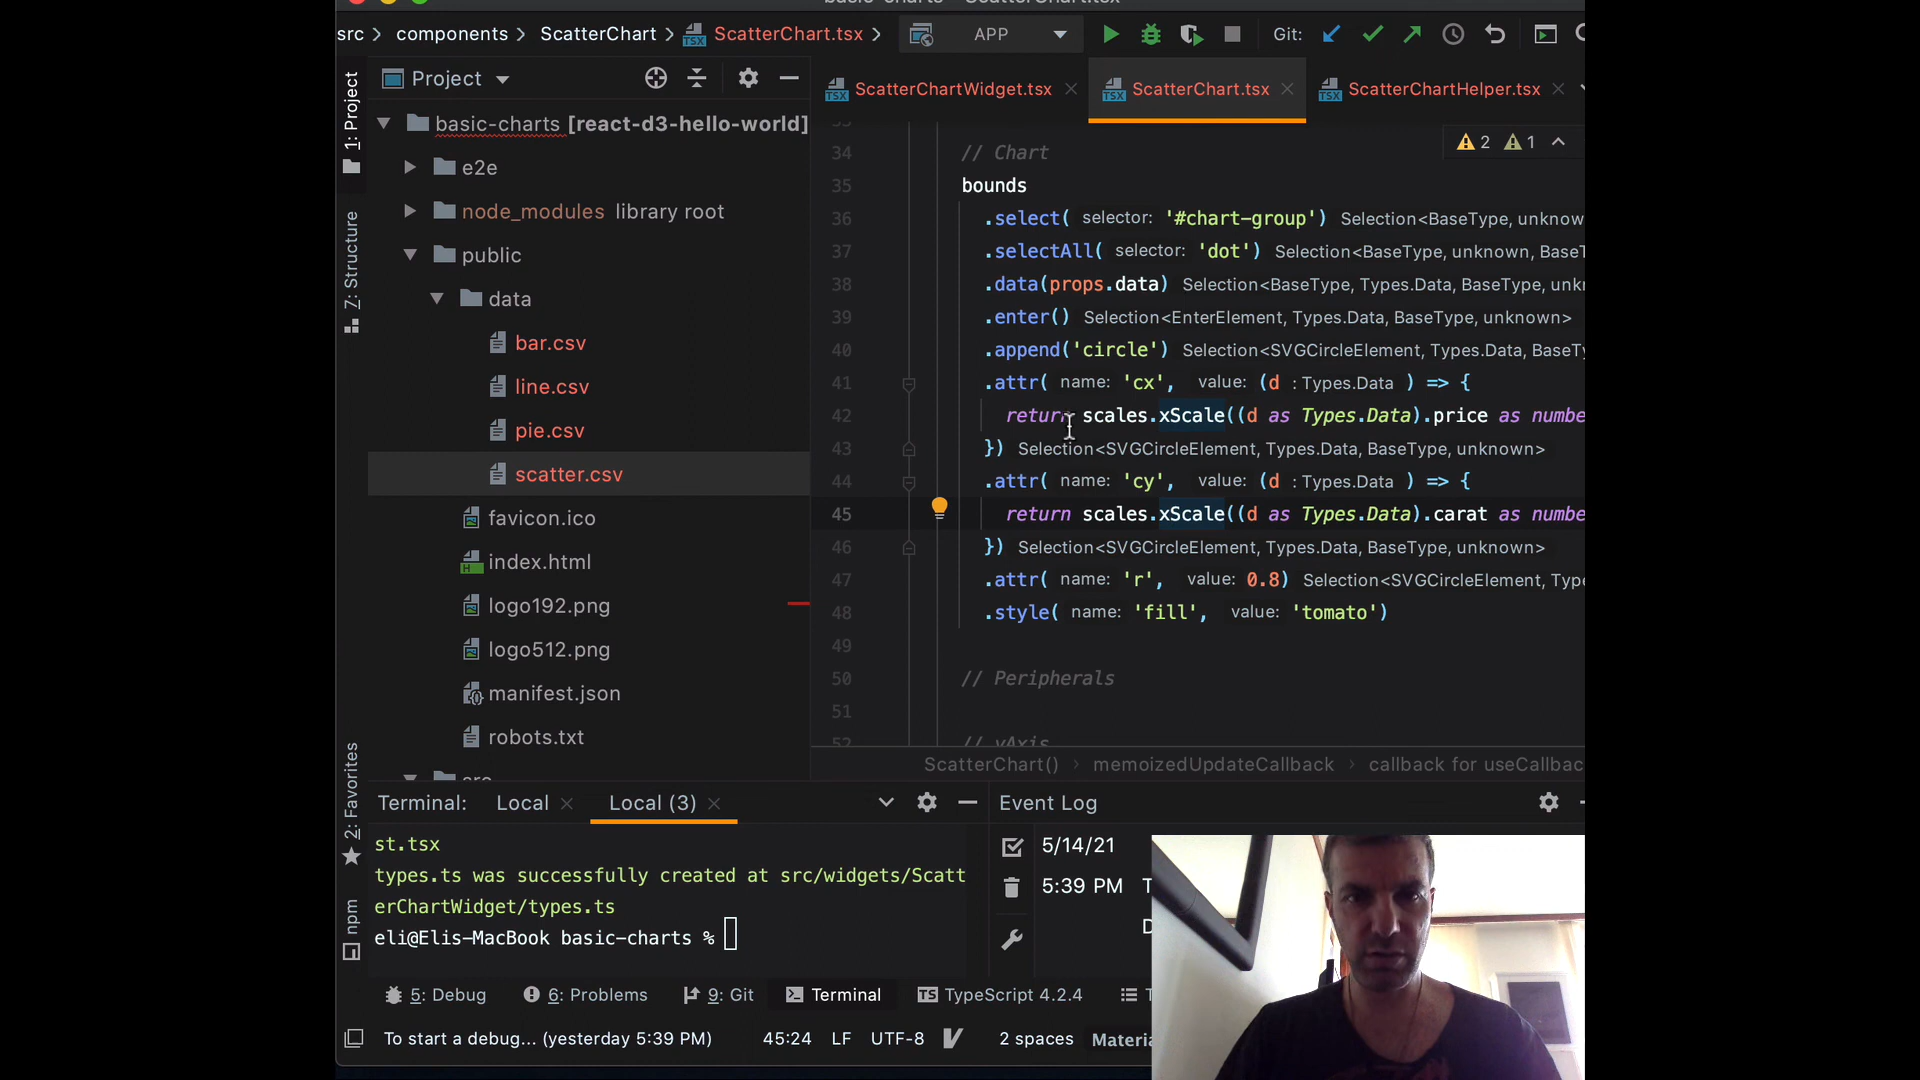 basic-charts – ScatterChart.tsx
src
components
ScatterChart
ScatterChart.tsx
APP
Git:
Project
ScatterChartWidget.tsx
ScatterChart.tsx
ScatterChartHelper.tsx
1: Project
7: Structure
2: Favorites
npm
basic-charts [react-d3-hello-world]
e2e
node_modules library root
public
data
bar.csv
line.csv
pie.csv
scatter.csv
favicon.ico
index.html
logo192.png
logo512.png
manifest.json
robots.txt
src
2 1
33
34 // Chart
35 bounds
36 .select( selector: '#chart-group') Selection<BaseType, unknow
37 .selectAll( selector: 'dot') Selection<BaseType, unknown, BaseT
38 .data(props.data) Selection<BaseType, Types.Data, BaseType, unk
39 .enter() Selection<EnterElement, Types.Data, BaseType, unknown>
40 .append('circle') Selection<SVGCircleElement, Types.Data, BaseTy
41 .attr( name: 'cx', value: (d : Types.Data ) => {
42 return scales.xScale((d as Types.Data).price as numbe
43 }) Selection<SVGCircleElement, Types.Data, BaseType, unknown>
44 .attr( name: 'cy', value: (d : Types.Data ) => {
45 return scales.xScale((d as Types.Data).carat as numbe
46 }) Selection<SVGCircleElement, Types.Data, BaseType, unknown>
47 .attr( name: 'r', value: 0.8) Selection<SVGCircleElement, Type
48 .style( name: 'fill', value: 'tomato')
49
50 // Peripherals
51
52 // yAxis
ScatterChart() › memoizedUpdateCallback › callback for useCallbac
Terminal: Local Local (3)
Event Log
st.tsx
types.ts was successfully created at src/widgets/Scatt
erChartWidget/types.ts
eli@Elis-MacBook basic-charts %
5/14/21
5:39 PM T
D
5: Debug
6: Problems
9: Git
Terminal
TypeScript 4.2.4
T
To start a debug... (yesterday 5:39 PM)
45:24 LF UTF-8
2 spaces
Materia